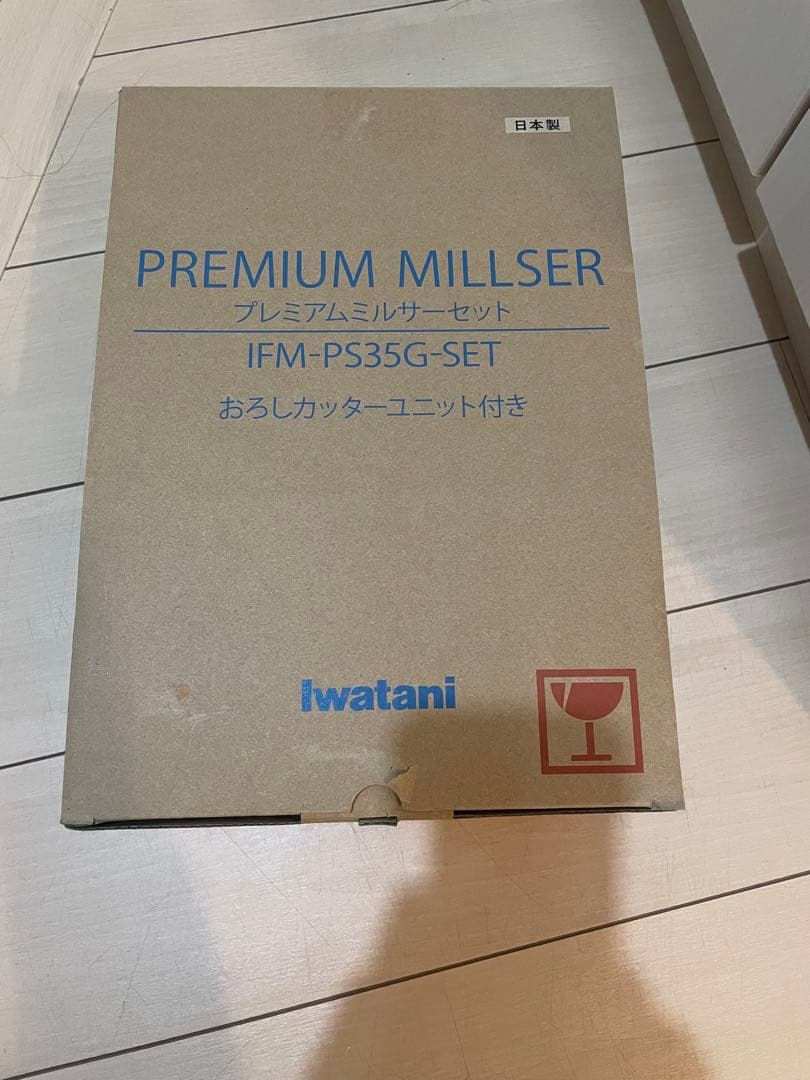 日本製
PREMIUM MILLSER
プレミアムミルサーセット
IFM-PS35G-SET
おろしカッターユニット付き
Iwatani